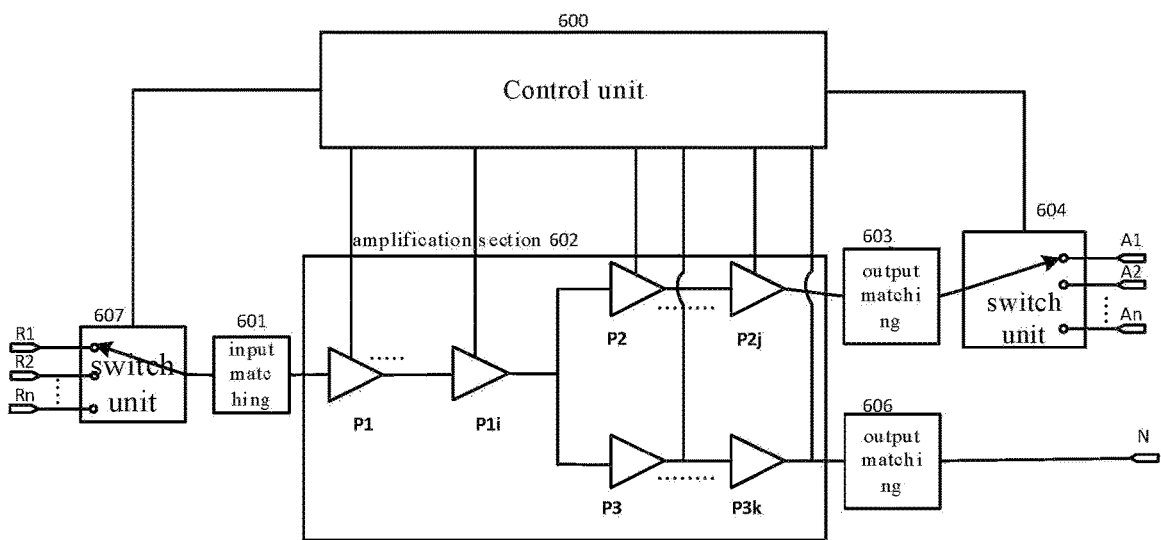 600
Control unit
amplification section 602
607
R1
R2
Rn
switch
unit
601
input
matc
hing
P1
P1i
P2
P2j
P3
P3k
603
output
matchi
ng
604
switch
unit
A1
A2
An
606
output
matchi
ng
N